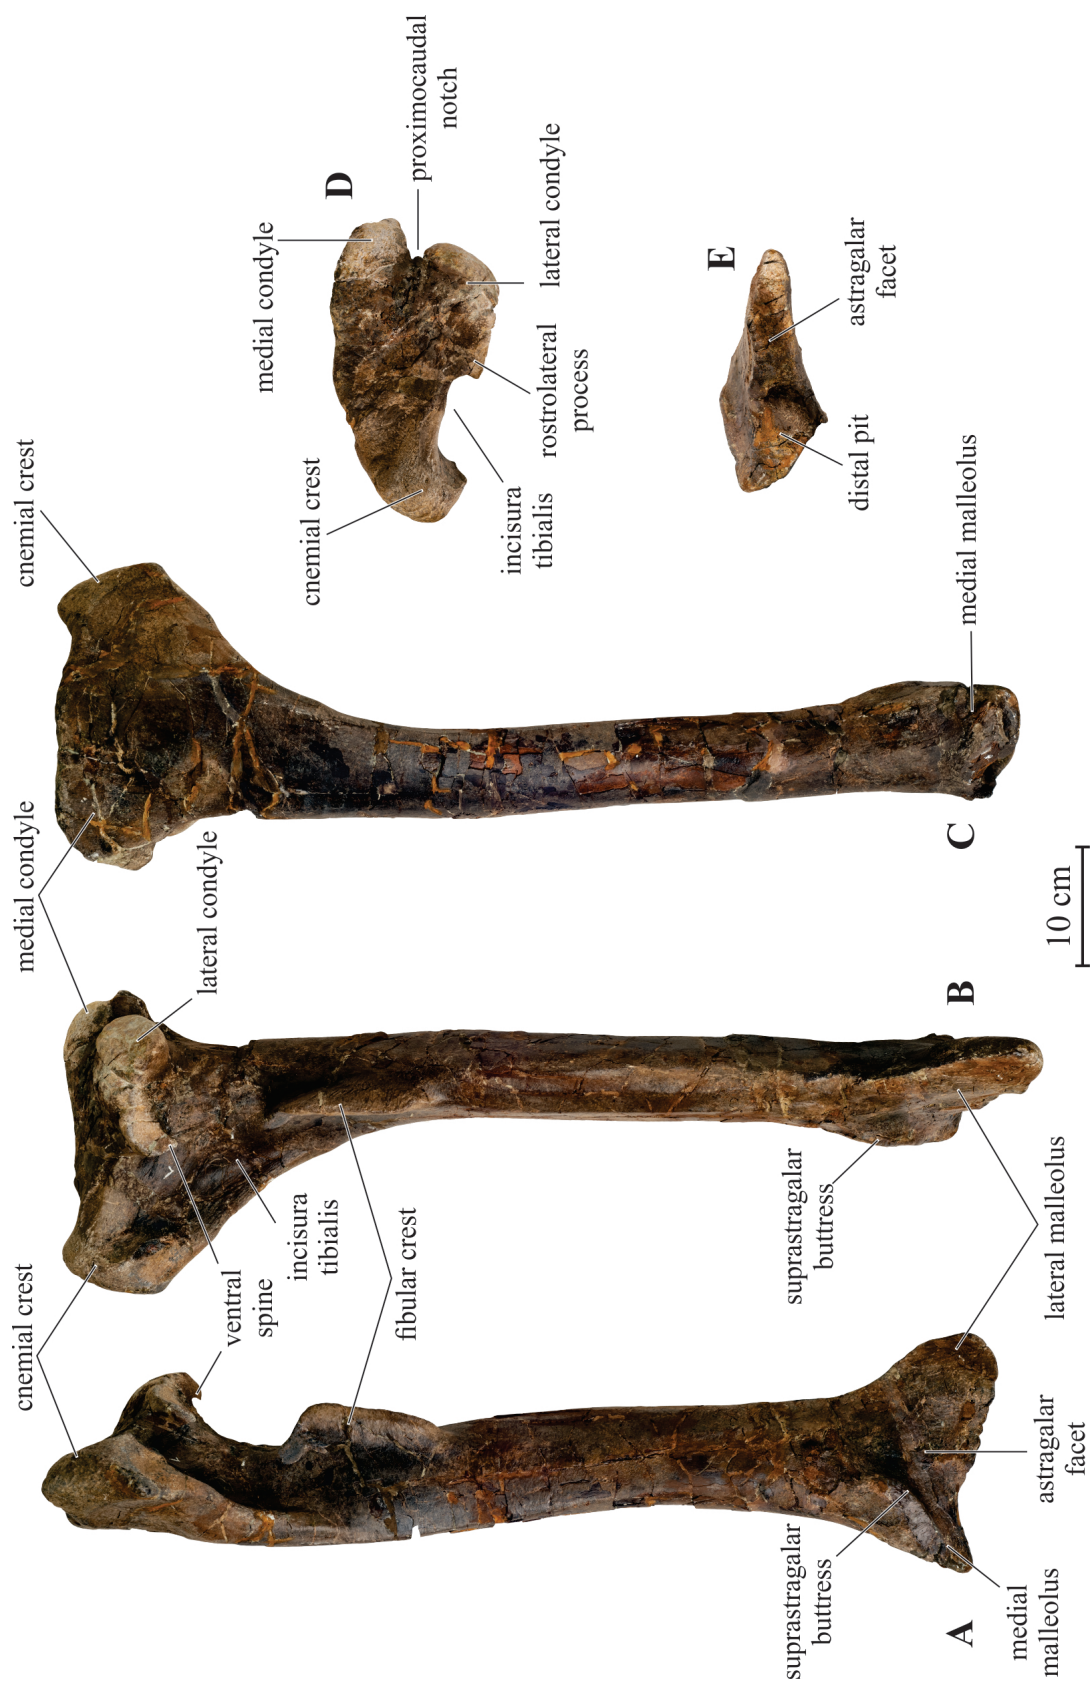 cnemial crest
ventral
spine
fibular crest
suprastragalar
buttress
medial
malleolus
astragalar
facet
A
incisura
tibialis
suprastragalar
buttress
lateral malleolus
B
medial condyle
lateral condyle
C
10 cm
cnemial crest
medial malleolus
cnemial crest
medial condyle
D
proximocaudal
notch
incisura
tibialis
rostrolateral
process
lateral condyle
E
distal pit
astragalar
facet